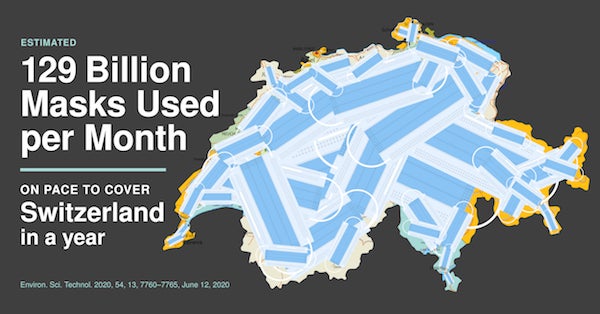 ESTIMATED
129 Billion
Masks Used
per Month
ON PACE TO COVER
Switzerland
in a year
Environ. Sci. Technol. 2020, 54, 13, 7760–7765, June 12, 2020